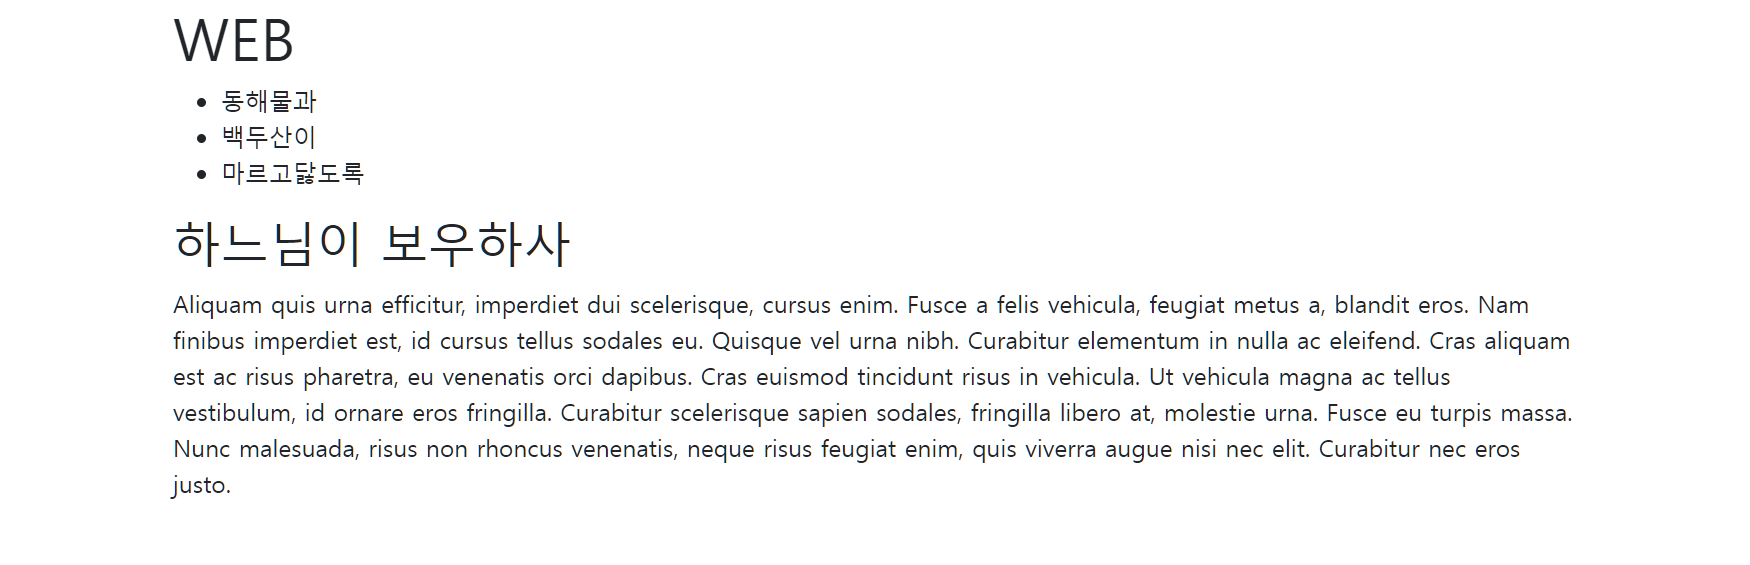 WEB
동해물과
백두산이
마르고닳도록
하느님이 보우하사
Aliquam quis urna efficitur, imperdiet dui scelerisque, cursus enim. Fusce a felis vehicula, feugiat metus a, blandit eros. Nam
finibus imperdiet est, id cursus tellus sodales eu. Quisque vel urna nibh. Curabitur elementum in nulla ac eleifend. Cras aliquam
est ac risus pharetra, eu venenatis orci dapibus. Cras euismod tincidunt risus in vehicula. Ut vehicula magna ac tellus
vestibulum, id ornare eros fringilla. Curabitur scelerisque sapien sodales, fringilla libero at, molestie urna. Fusce eu turpis massa.
Nunc malesuada, risus non rhoncus venenatis, neque risus feugiat enim, quis viverra augue nisi nec elit. Curabitur nec eros
justo.